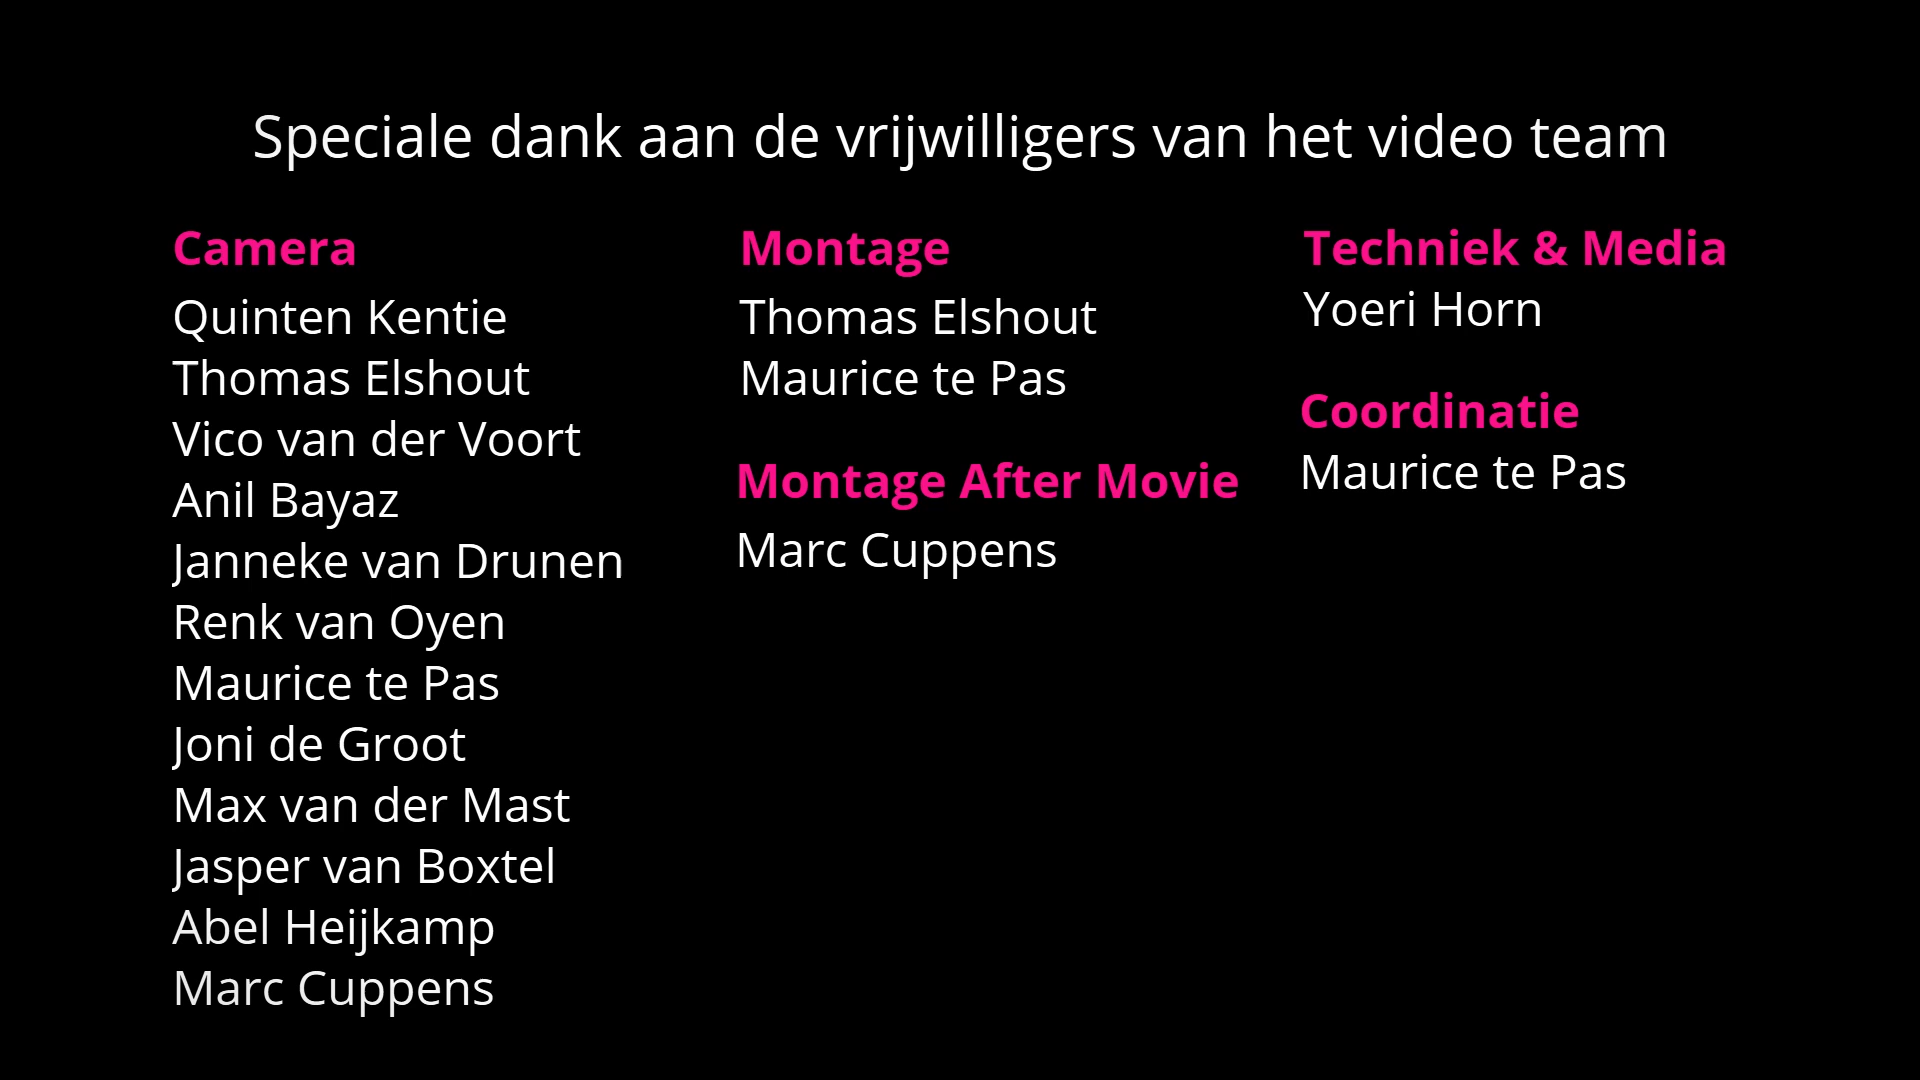 Speciale dank aan de vrijwilligers van het video team
Camera
Quinten Kentie
Thomas Elshout
Vico van der Voort
Anil Bayaz
Janneke van Drunen
Renk van Oyen
Maurice te Pas
Joni de Groot
Max van der Mast
Jasper van Boxtel
Abel Heijkamp
Marc Cuppens
Montage
Thomas Elshout
Maurice te Pas
Montage After Movie
Marc Cuppens
Techniek & Media
Yoeri Horn
Coordinatie
Maurice te Pas